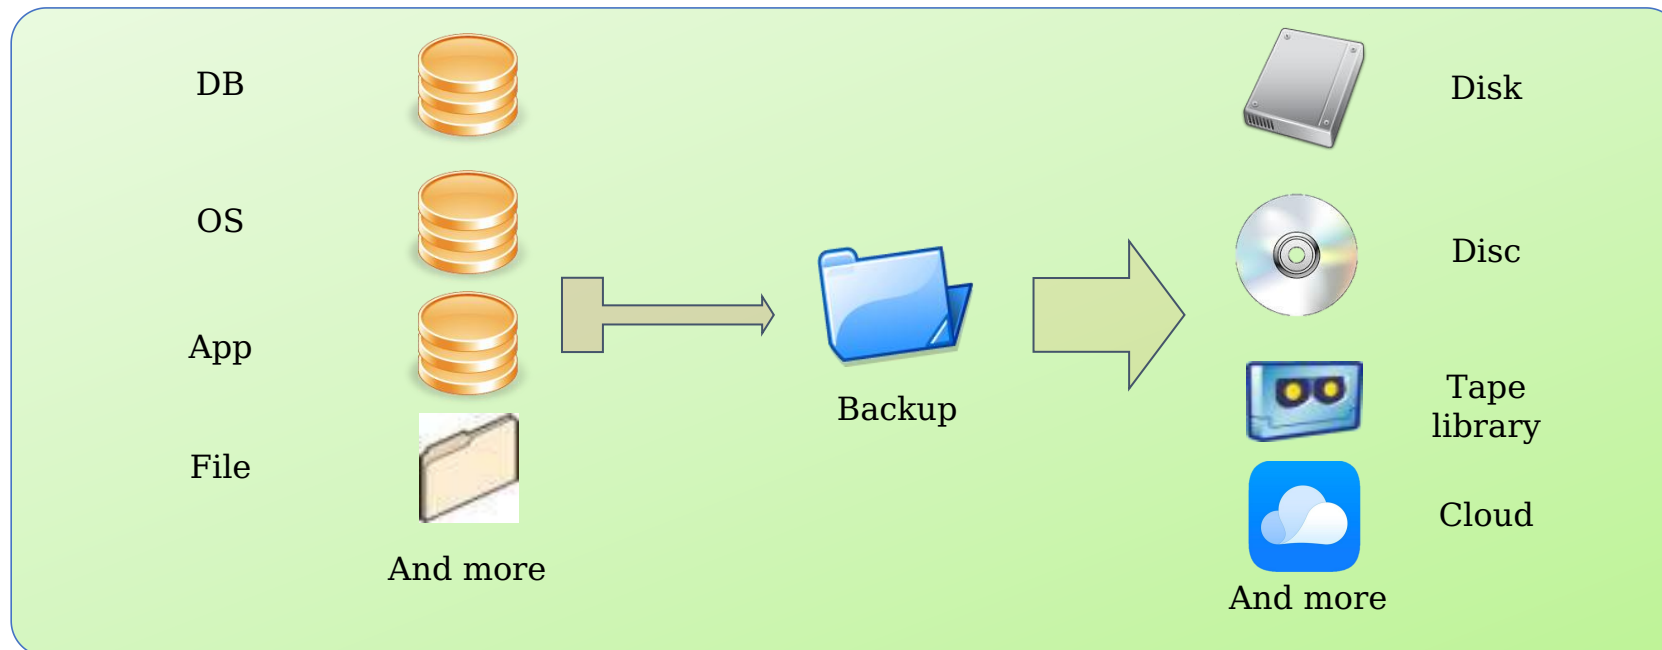 DB
OS
App
File
And more
Backup
Disk
Disc
Tape
library
Cloud
And more